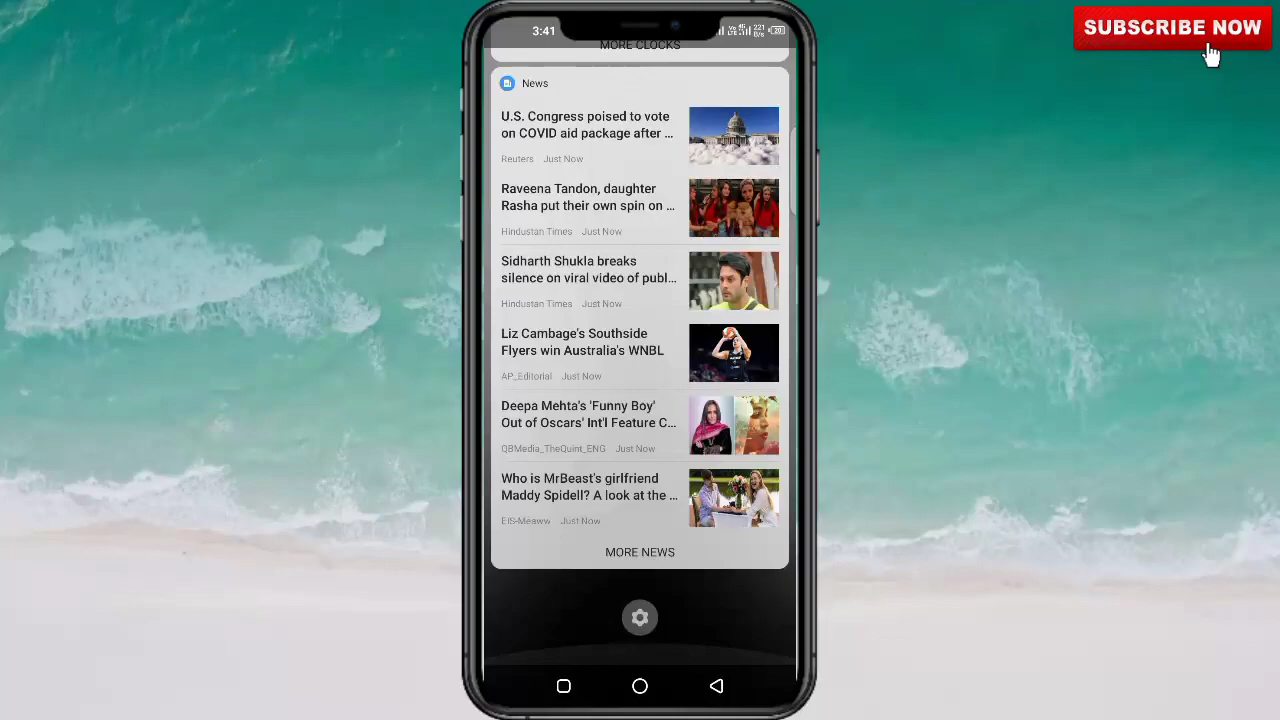 SUBSCRIBE NOW
3:41
MORE CLOCKS
News
U.S. Congress poised to vote
on COVID aid package after ...
Reuters Just Now
Raveena Tandon, daughter
Rasha put their own spin on ...
Hindustan Times Just Now
Sidharth Shukla breaks
silence on viral video of publ...
Hindustan Times Just Now
Liz Cambage's Southside
Flyers win Australia's WNBL
AP_Editorial Just Now
Deepa Mehta's 'Funny Boy'
Out of Oscars' Int'l Feature C...
QBMedia_TheQuint_ENG Just Now
Who is MrBeast's girlfriend
Maddy Spidell? A look at the ...
EIS-Meaww Just Now
MORE NEWS